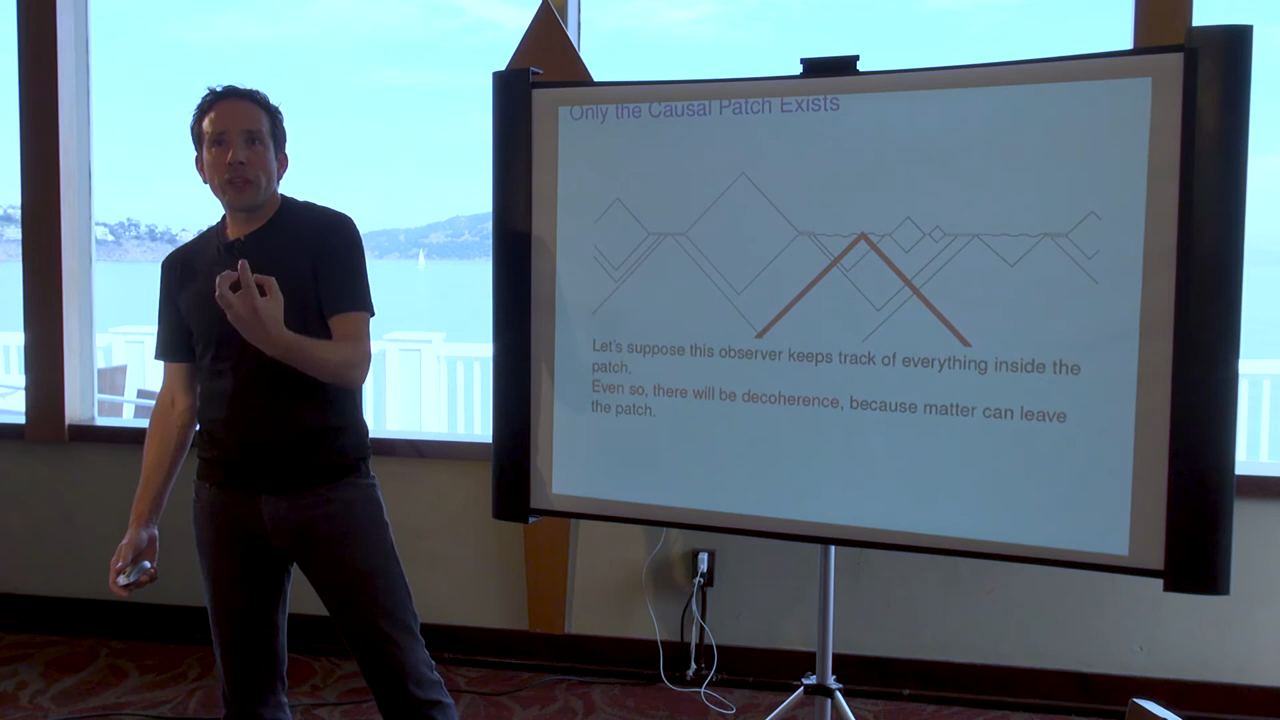 Only the Causal Patch Exists
Let's suppose this observer keeps track of everything inside the
patch.
Even so, there will be decoherence, because matter can leave
the patch.